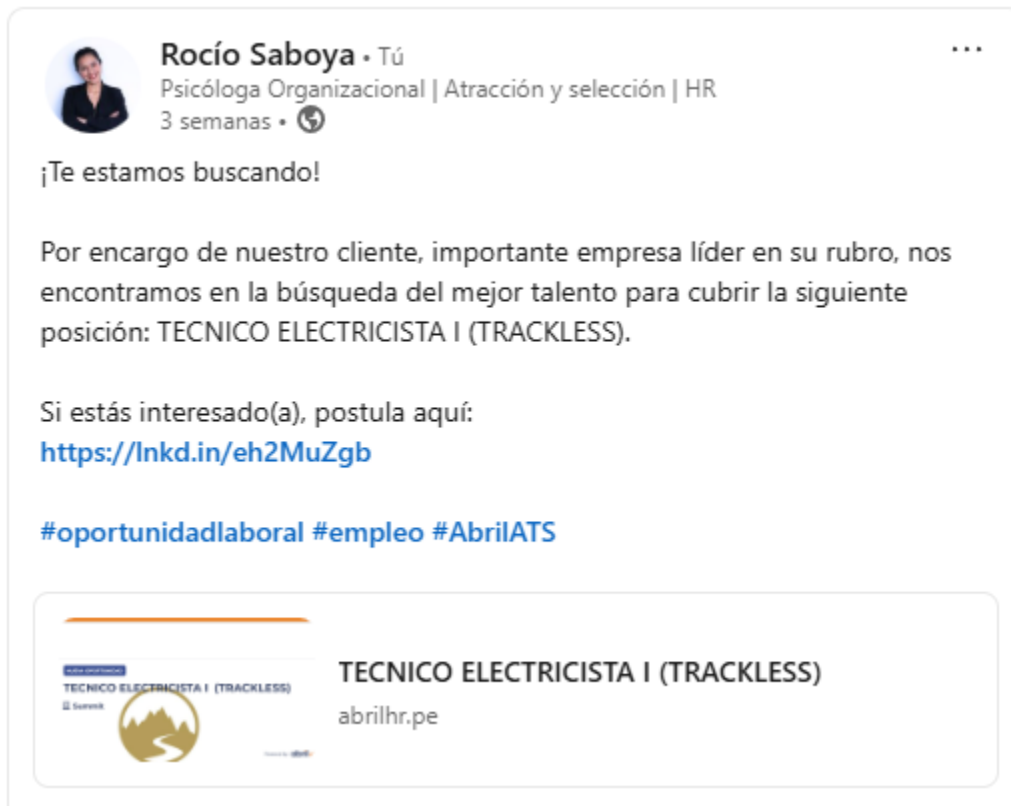 Rocío Saboya • Tú
Psicóloga Organizacional | Atracción y selección | HR
3 semanas •
¡Te estamos buscando!
Por encargo de nuestro cliente, importante empresa líder en su rubro, nos
encontramos en la búsqueda del mejor talento para cubrir la siguiente
posición: TECNICO ELECTRICISTA I (TRACKLESS).
Si estás interesado(a), postula aquí:
https://lnkd.in/eh2MuZgb
#oportunidadlaboral #empleo #AbrilATS
TECNICO ELECTRICISTA I (TRACKLESS)
Summit
TECNICO ELECTRICISTA I (TRACKLESS)
abrilhr.pe